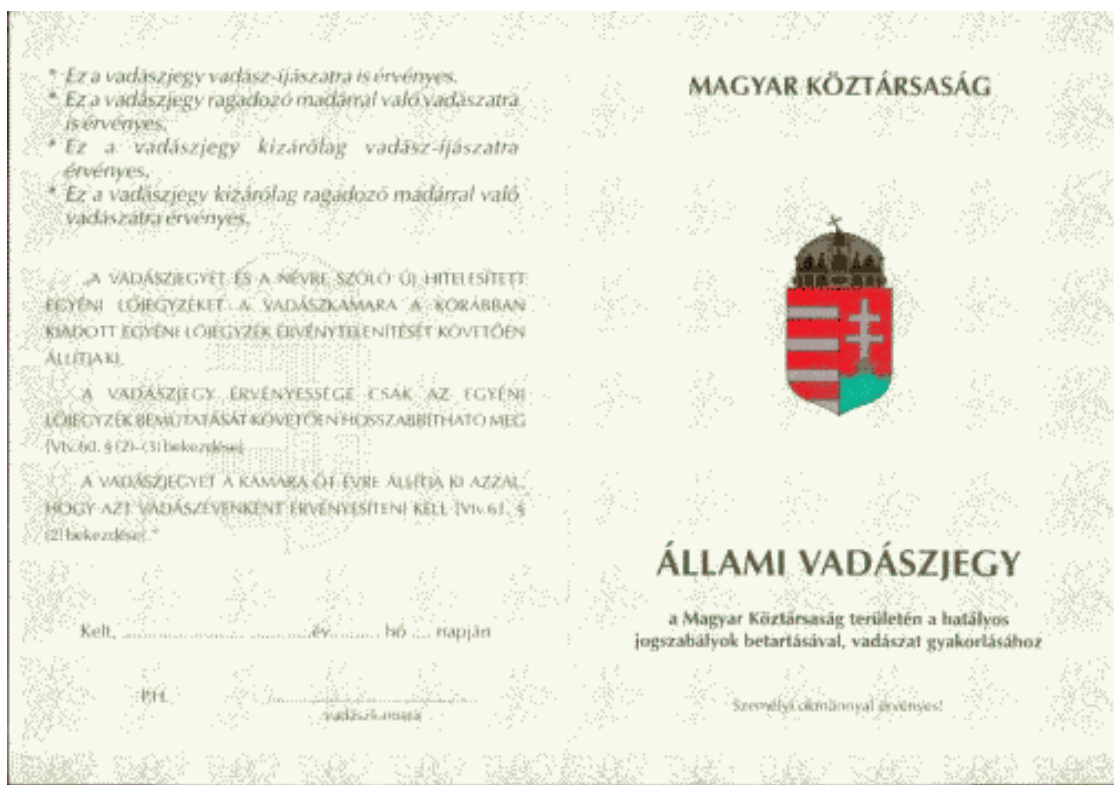 * Ez a vadászjegy vadász-íjászatra is érvényes.
* Ez a vadászjegy ragadozó madárral való vadászatra
is érvényes.
* Ez a vadászjegy kizárólag vadász-íjászatra
érvényes.
* Ez a vadászjegy kizárólag ragadozó madárral való
vadászatra érvényes.
„A VADÁSZJEGYET ÉS A NÉVRE SZÓLÓ ÚJ HITELESÍTETT
EGYÉNI LŐJEGYZÉKET A VADÁSZKAMARA A KORÁBBAN
KIADOTT EGYÉNI LŐJEGYZÉK ÉRVÉNYTELENÍTÉSÉT KÖVETŐEN
ÁLLÍTJA KI.
A VADÁSZJEGY ÉRVÉNYESSÉGE CSAK AZ EGYÉNI
LŐJEGYZÉK BEMUTATÁSÁT KÖVETŐEN HOSSZABBÍTHATÓ MEG
[Vtv. 60. § (2)–(3) bekezdése].
A VADÁSZJEGYET A KAMARA ÖT ÉVRE ÁLLÍTJA KI AZZAL,
HOGY AZT VADÁSZÉVENKÉNT ÉRVÉNYESÍTENI KELL [Vtv. 61. §
(2) bekezdése].”
Kelt, .................................. év .......... hó .... napján
P.H. ..................................
vadászkamara
MAGYAR KÖZTÁRSASÁG
ÁLLAMI VADÁSZJEGY
a Magyar Köztársaság területén a hatályos
jogszabályok betartásával, vadászat gyakorlásához
Személyi okmánnyal érvényes!